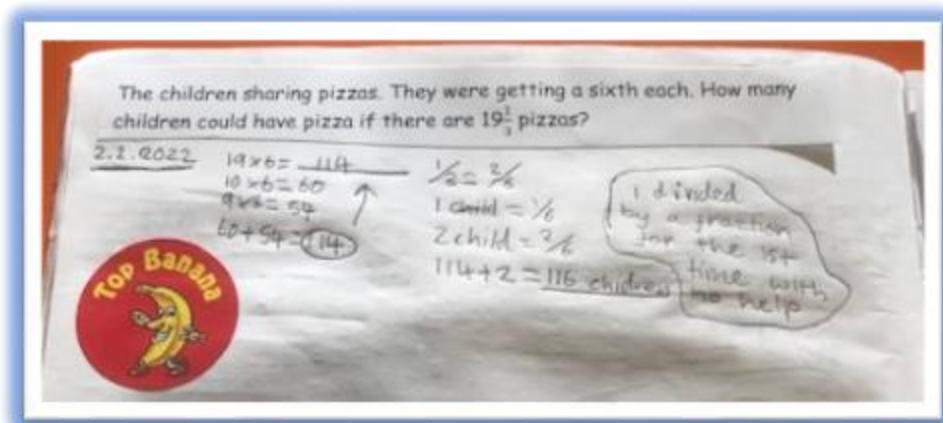 The children sharing pizzas. They were getting a sixth each. How many
children could have pizza if there are 19⅓ pizzas?
2.2.2022
19×6= 114
10×6=60
9×6= 54
60+54=114
⅓=2/6
1 child = ⅙
2 child = 2/6
114+2=116 children
I divided
by a fraction
for the 1st
time with
no help
TOP BANANA